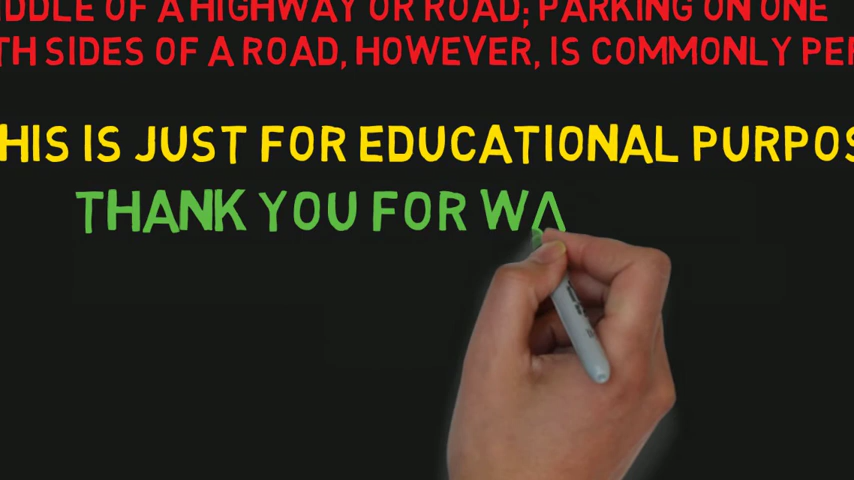 DDLE OF A HIGHWAY OR ROAD; PARKING ON ONE
TH SIDES OF A ROAD, HOWEVER, IS COMMONLY PER
HIS IS JUST FOR EDUCATIONAL PURPOS
THANK YOU FOR WA